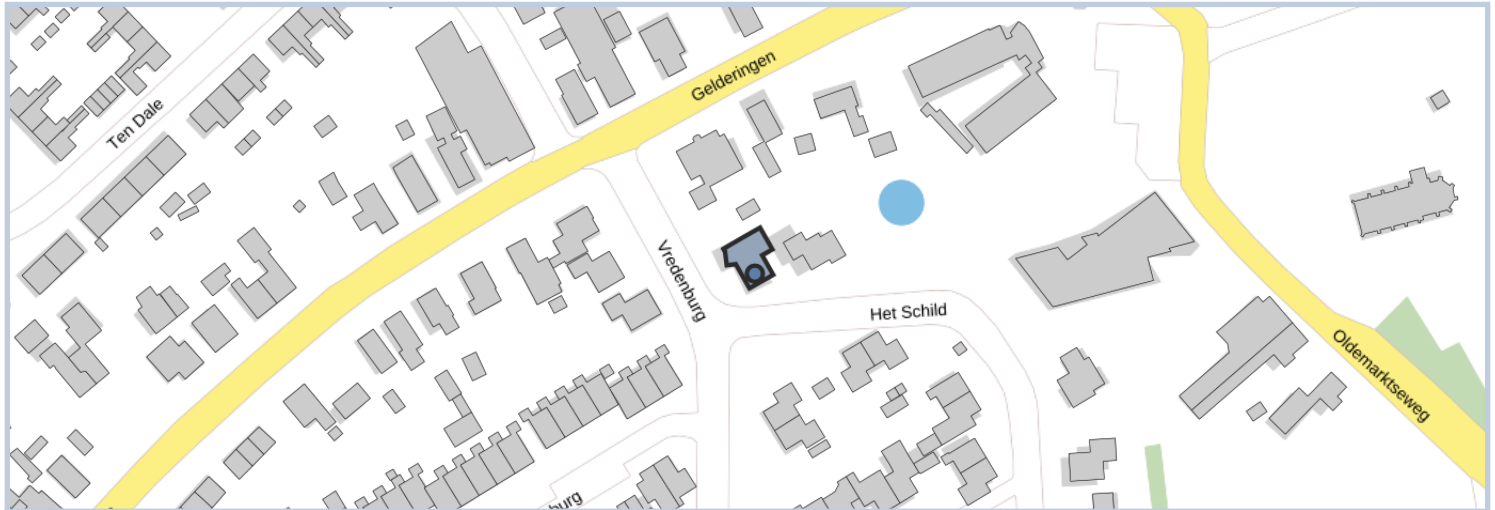 Gelderingen
Ten Dale
Vredenburg
Het Schild
Oldemarktseweg
burg